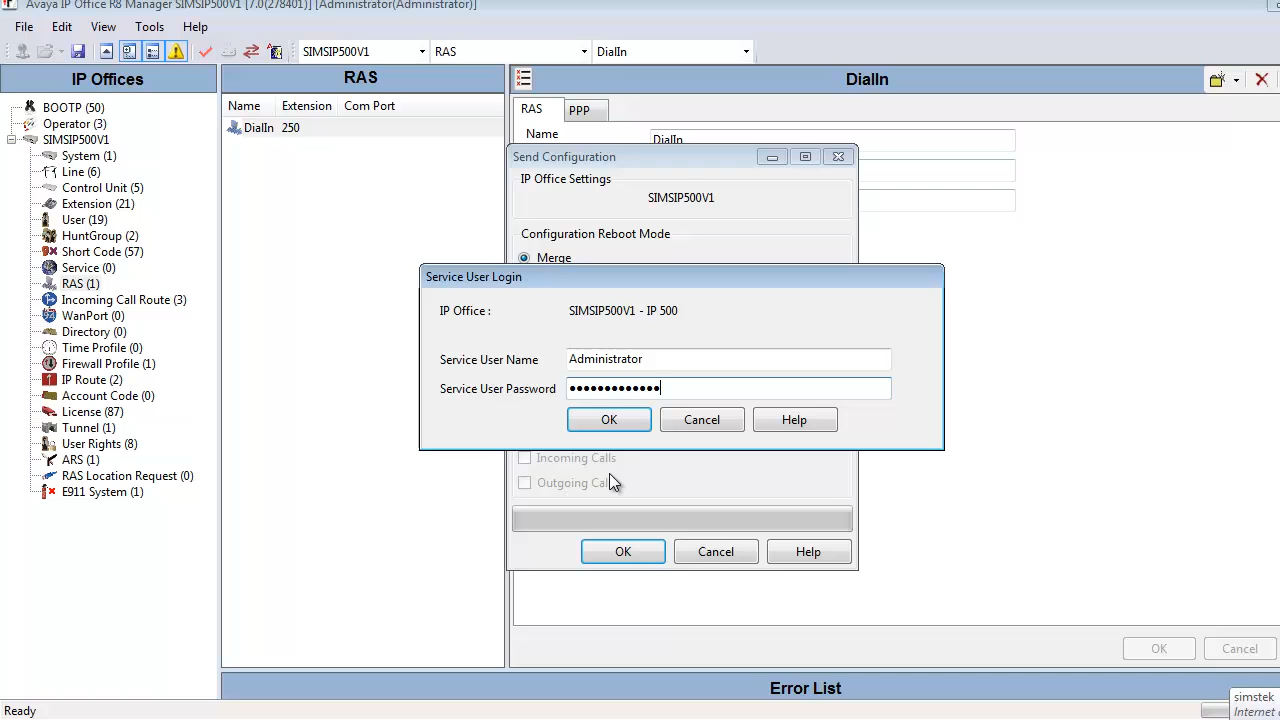 Avaya IP Office R8 Manager SIMSIP500V1 [7.0(278401)] [Administrator(Administrator)]
File Edit View Tools Help
SIMSIP500V1 RAS DialIn
IP Offices
BOOTP (50)
Operator (3)
SIMSIP500V1
System (1)
Line (6)
Control Unit (5)
Extension (21)
User (19)
HuntGroup (2)
Short Code (57)
Service (0)
RAS (1)
Incoming Call Route (3)
WanPort (0)
Directory (0)
Time Profile (0)
Firewall Profile (1)
IP Route (2)
Account Code (0)
License (87)
Tunnel (1)
User Rights (8)
ARS (1)
RAS Location Request (0)
E911 System (1)
RAS
Name Extension Com Port
DialIn 250
DialIn
RAS PPP
Name DialIn
Send Configuration
IP Office Settings
SIMSIP500V1
Configuration Reboot Mode
Merge
Service User Login
IP Office : SIMSIP500V1 - IP 500
Service User Name Administrator
Service User Password •••••••••••••
OK Cancel Help
Incoming Calls
Outgoing
OK Cancel Help
OK Cancel
Error List
Ready
simstek
Internet